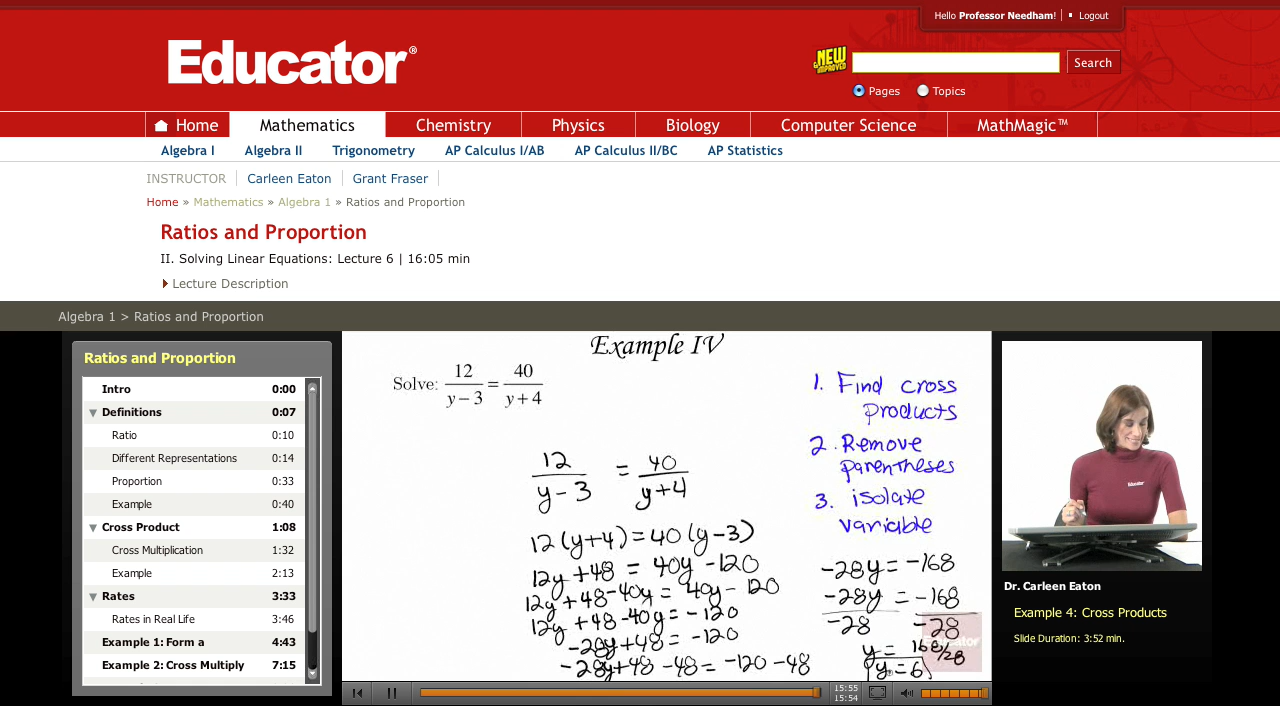 Hello Professor Needham! Logout
Educator®
NEW & IMPROVED
Search
Pages Topics
Home Mathematics Chemistry Physics Biology Computer Science MathMagic™
Algebra I Algebra II Trigonometry AP Calculus I/AB AP Calculus II/BC AP Statistics
INSTRUCTOR Carleen Eaton Grant Fraser
Home » Mathematics » Algebra 1 » Ratios and Proportion
Ratios and Proportion
II. Solving Linear Equations: Lecture 6 | 16:05 min
Lecture Description
Algebra 1 > Ratios and Proportion
Ratios and Proportion
Intro 0:00
Definitions 0:07
Ratio 0:10
Different Representations 0:14
Proportion 0:33
Example 0:40
Cross Product 1:08
Cross Multiplication 1:32
Example 2:13
Rates 3:33
Rates in Real Life 3:46
Example 1: Form a 4:43
Example 2: Cross Multiply 7:15
Example IV
Solve: 12/(y − 3) = 40/(y + 4)
12/(y-3) = 40/(y+4)
12(y+4)=40(y-3)
12y+48 = 40y-120
12y+48-40y = 40y-120
12y+48-40y = -120
-28y+48 = -120
-28y+48-48 = -120-48
1. Find cross
products
2. Remove
parentheses
3. isolate
variable
-28y = -168
-28y/-28 = -168/-28
y = 168/28
y = 6
Educator
15:55
15:54
Educator
Dr. Carleen Eaton
Example 4: Cross Products
Slide Duration: 3:52 min.